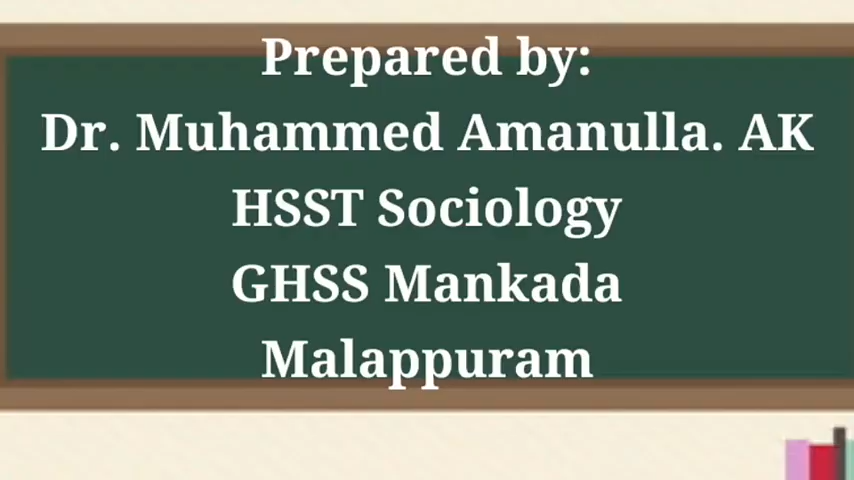 Prepared by:
Dr. Muhammed Amanulla. AK
HSST Sociology
GHSS Mankada
Malappuram